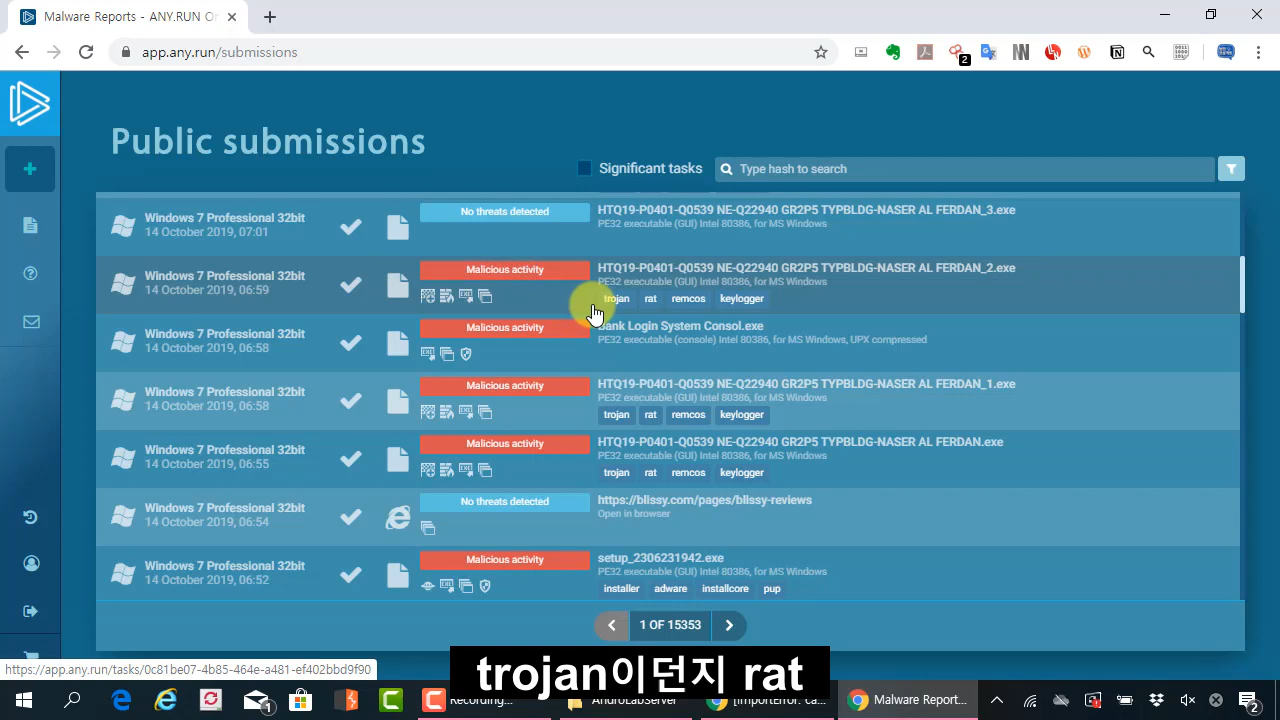 Malware Reports - ANY.RUN Online
app.any.run/submissions
2
Public submissions
Significant tasks
Type hash to search
Windows 7 Professional 32bit
14 October 2019, 07:01
No threats detected
HTQ19-P0401-Q0539 NE-Q22940 GR2P5 TYPBLDG-NASER AL FERDAN_3.exe
PE32 executable (GUI) Intel 80386, for MS Windows
Windows 7 Professional 32bit
14 October 2019, 06:59
Malicious activity
HTQ19-P0401-Q0539 NE-Q22940 GR2P5 TYPBLDG-NASER AL FERDAN_2.exe
PE32 executable (GUI) Intel 80386, for MS Windows
trojan rat remcos keylogger
Windows 7 Professional 32bit
14 October 2019, 06:58
Malicious activity
Bank Login System Consol.exe
PE32 executable (console) Intel 80386, for MS Windows, UPX compressed
Windows 7 Professional 32bit
14 October 2019, 06:58
Malicious activity
HTQ19-P0401-Q0539 NE-Q22940 GR2P5 TYPBLDG-NASER AL FERDAN_1.exe
PE32 executable (GUI) Intel 80386, for MS Windows
trojan rat remcos keylogger
Windows 7 Professional 32bit
14 October 2019, 06:55
Malicious activity
HTQ19-P0401-Q0539 NE-Q22940 GR2P5 TYPBLDG-NASER AL FERDAN.exe
PE32 executable (GUI) Intel 80386, for MS Windows
trojan rat remcos keylogger
Windows 7 Professional 32bit
14 October 2019, 06:54
No threats detected
https://blissy.com/pages/blissy-reviews
Open in browser
Windows 7 Professional 32bit
14 October 2019, 06:52
Malicious activity
setup_2306231942.exe
PE32 executable (GUI) Intel 80386, for MS Windows
installer adware installcore pup
1 OF 15353
https://app.any.run/tasks/0c81be07-4b85-464e-a481-ef402bbd9f90
trojan이던지 rat
1
Recording...
AndroLabServer
[ImportError: ca...
Malware Report...
2